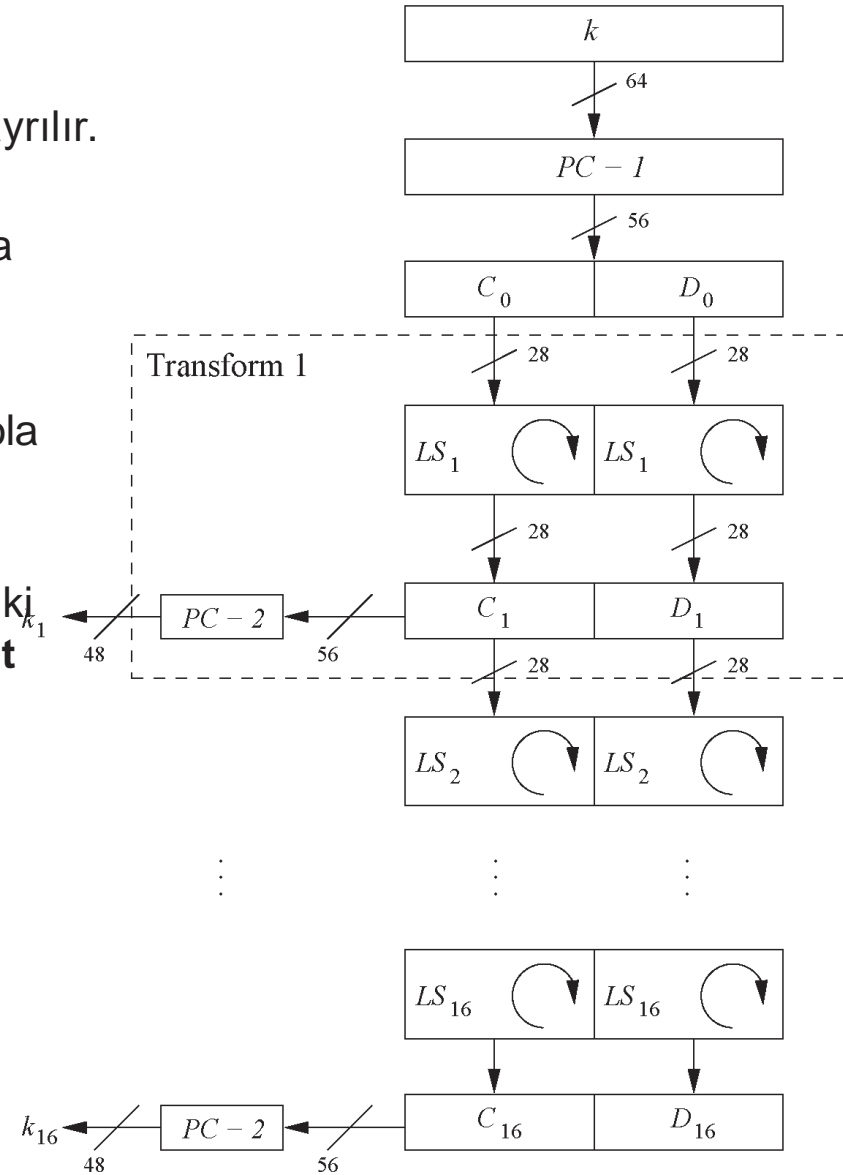 k
64
yrılır.
PC – 1
56
a
C0 D0
28 28
Transform 1
LS1 LS1
ola
28 28
ki
k1 PC – 2 C1 D1
48 56
t
28 28
LS2 LS2
⋮ ⋮ ⋮
LS16 LS16
k16 PC – 2 C16 D16
48 56